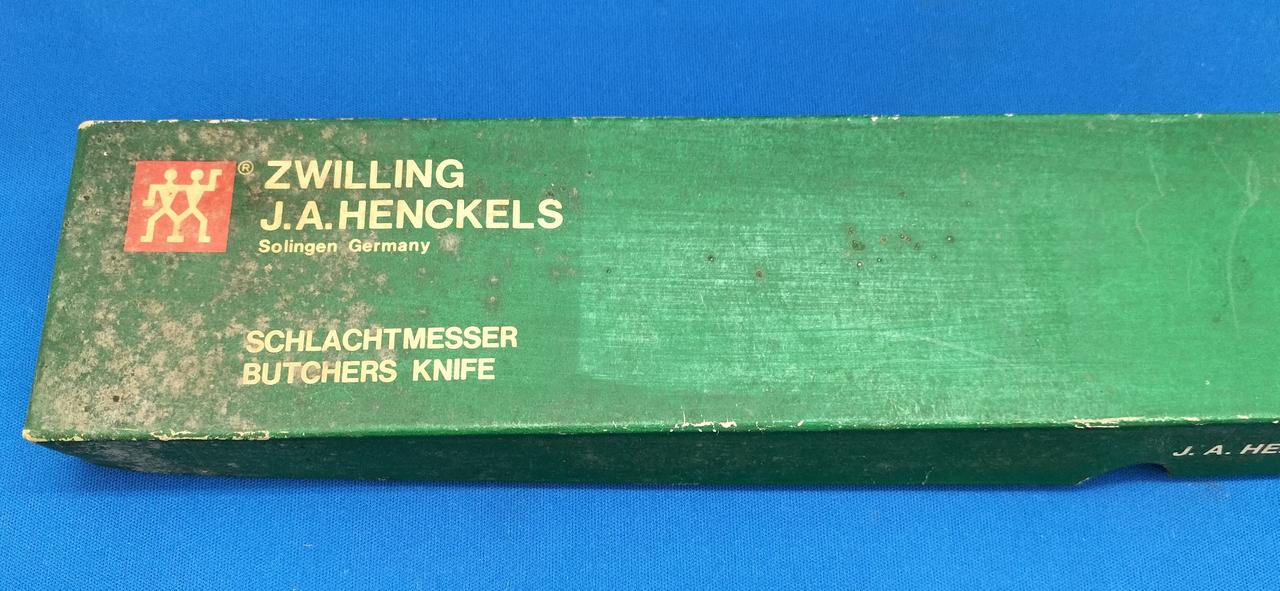 ® ZWILLING
J.A.HENCKELS
Solingen Germany
SCHLACHTMESSER
BUTCHERS KNIFE
J. A.